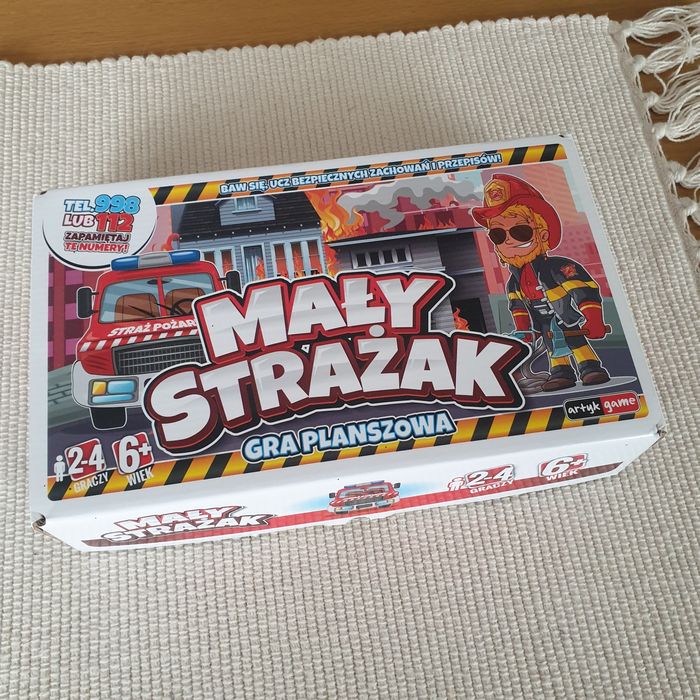 BAW SIĘ, UCZ BEZPIECZNYCH ZACHOWAŃ I PRZEPISÓW!
TEL. 998
LUB 112
ZAPAMIĘTAJ
TE NUMERY!
STRAŻ POŻAR
MAŁY
STRAŻAK
GRA PLANSZOWA
artyk game
2-4
GRACZY
6+
WIEK
MAŁY
STRAŻAK
2-4
GRACZY
6+
WIEK